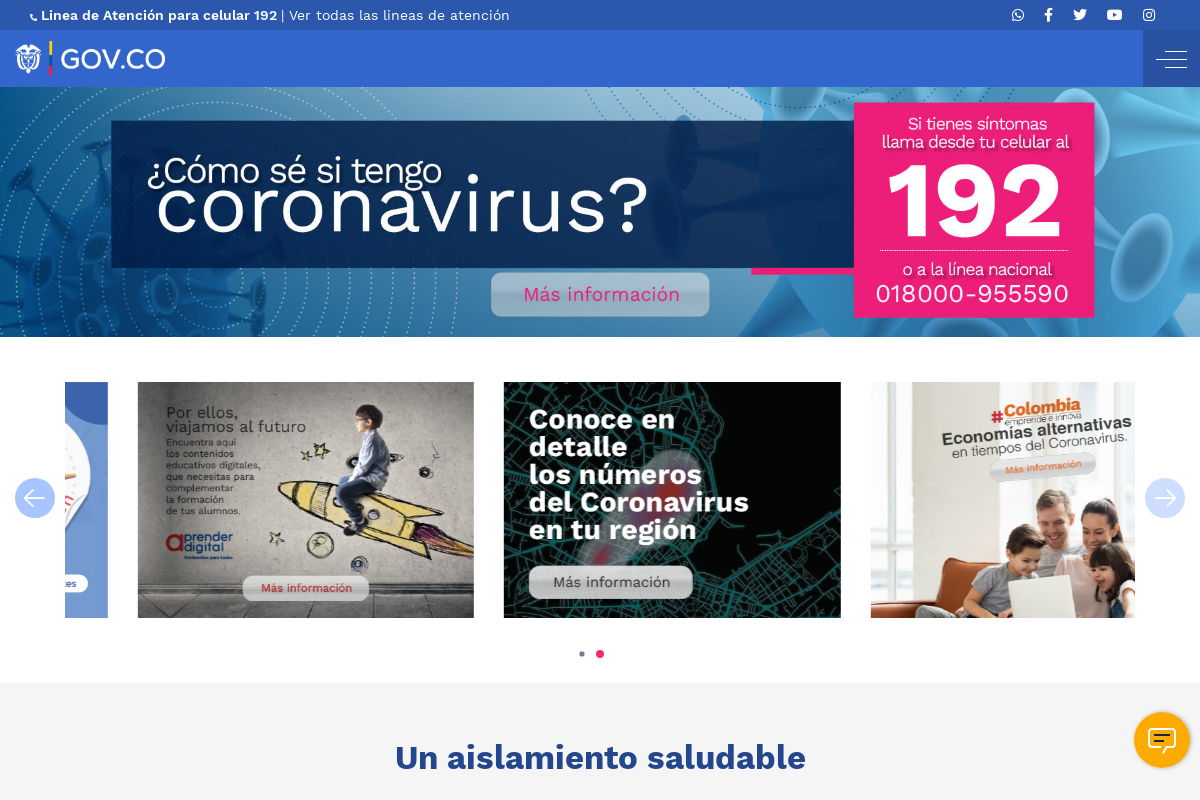 Linea de Atención para celular 192 | Ver todas las lineas de atención
GOV.CO
¿Cómo sé si tengo
coronavirus?
Más información
Si tienes síntomas
llama desde tu celular al
192
o a la línea nacional
018000-955590
tes
Por ellos,
viajamos al futuro
Encuentra aquí
los contenidos
educativos digitales,
que necesitas para
complementar
la formación
de tus alumnos.
aprender
digital
Contenidos para todos
Más información
Conoce en
detalle
los números
del Coronavirus
en tu región
Más información
#Colombia
emprende e innova
Economías alternativas
en tiempos del Coronavirus.
Más información
Un aislamiento saludable